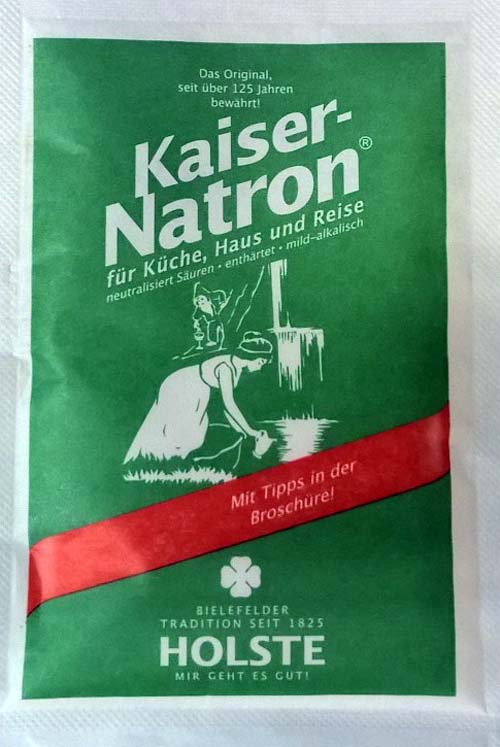 Das Original,
seit über 125 Jahren
bewährt!
Kaiser-
Natron®
für Küche, Haus und Reise
neutralisiert Säuren • enthärtet • mild-alkalisch
Mit Tipps in der
Broschüre!
BIELEFELDER
TRADITION SEIT 1825
HOLSTE
MIR GEHT ES GUT!